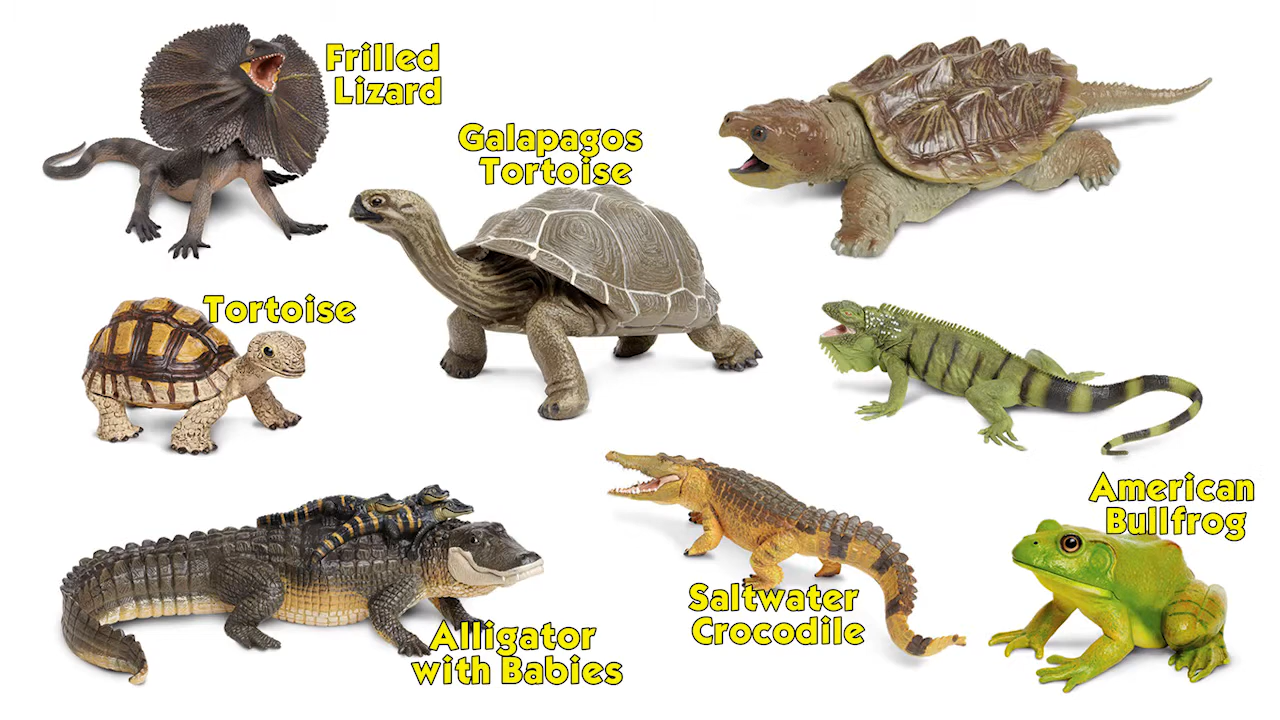 Frilled
Lizard
Galapagos
Tortoise
Tortoise
American
Bullfrog
Saltwater
Crocodile
Alligator
with Babies